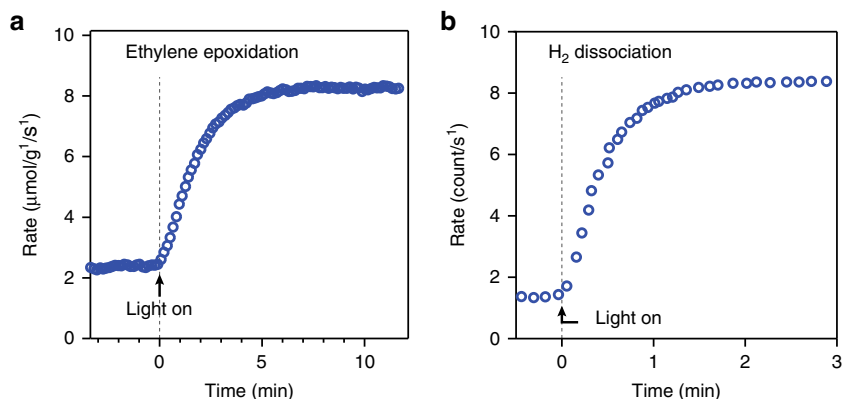 a
Ethylene epoxidation
Rate (μmol/g¹/s¹)
10
8
6
4
2
0
Light on
0
5
10
Time (min)
b
H₂ dissociation
Rate (count/s¹)
10
8
6
4
2
0
Light on
0
1
2
3
Time (min)